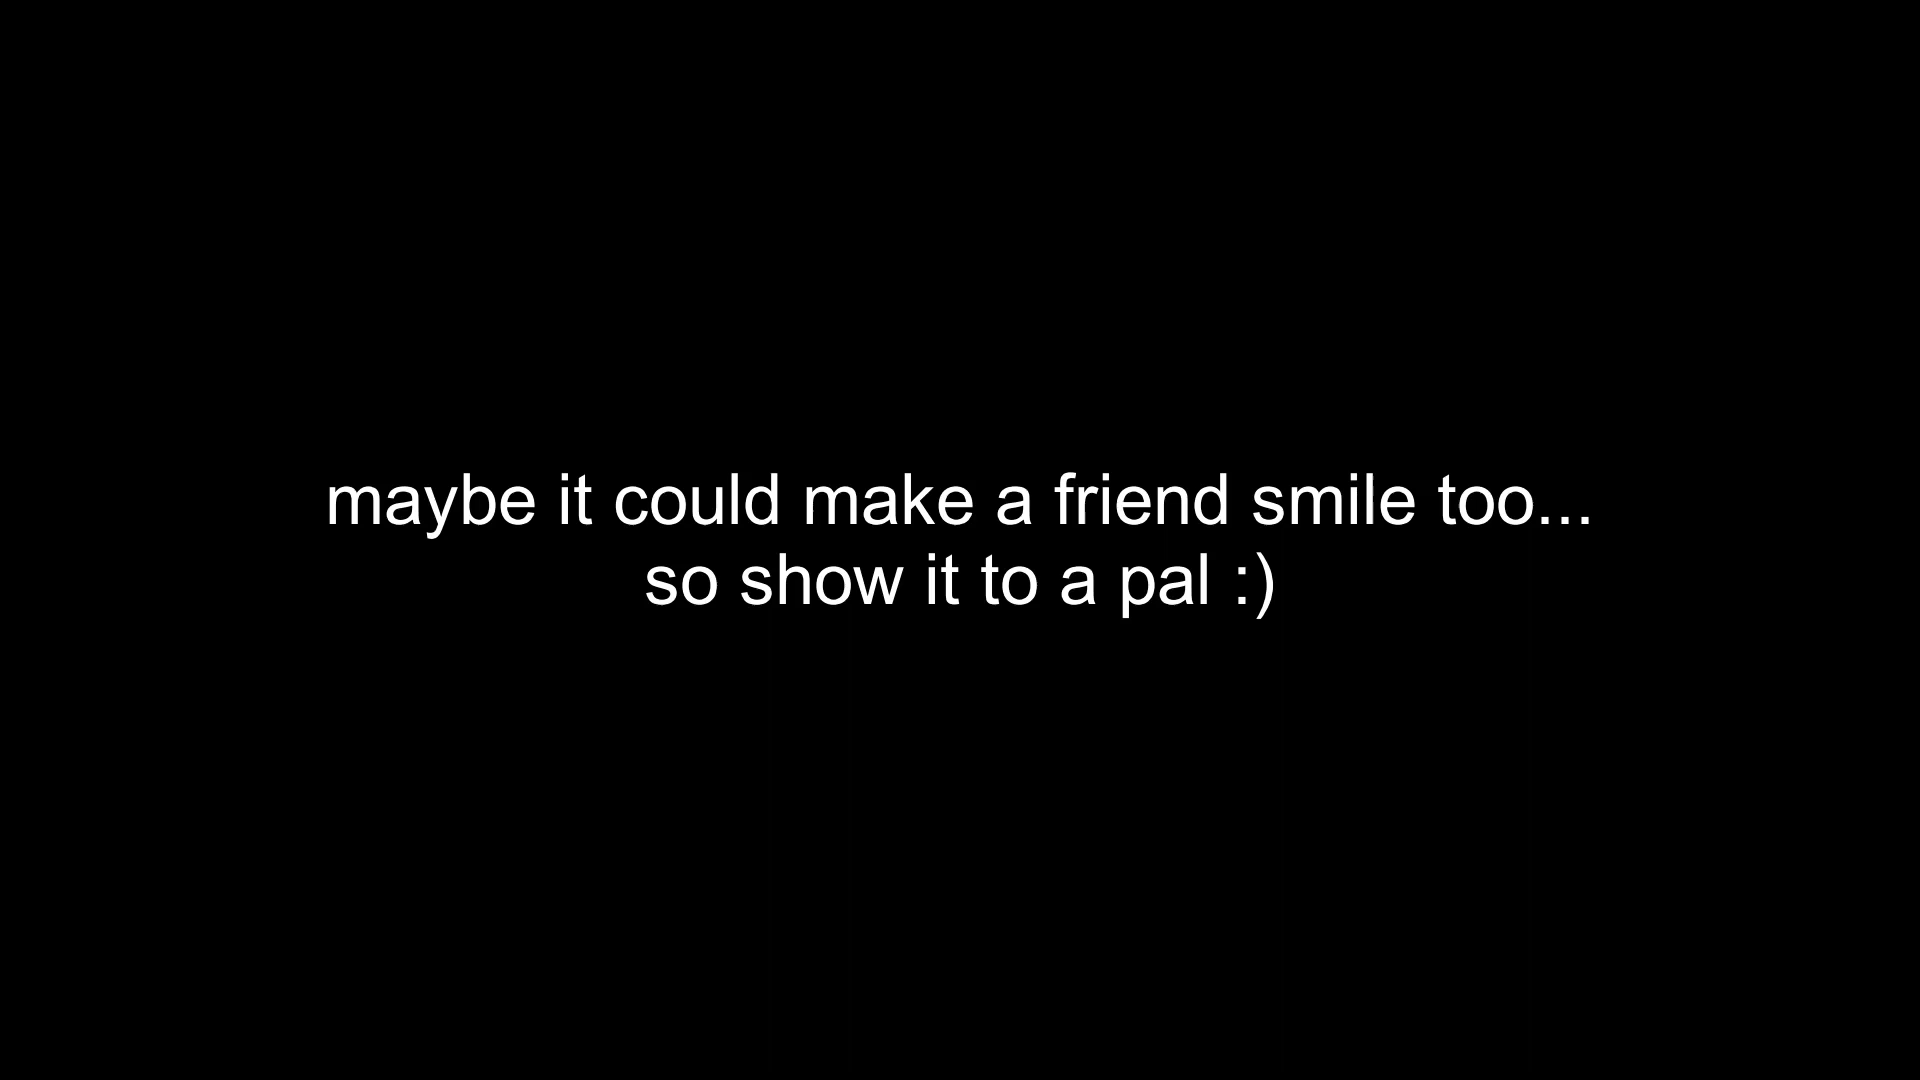 maybe it could make a friend smile too...
so show it to a pal :)